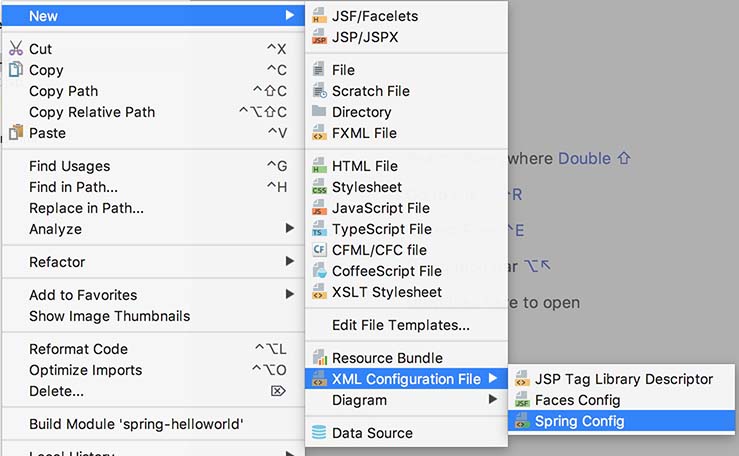 New
Cut ^X
Copy ^C
Copy Path ^⇧C
Copy Relative Path ^⌥⇧C
Paste ^V
Find Usages ^G
Find in Path... ^H
Replace in Path...
Analyze
Refactor
Add to Favorites
Show Image Thumbnails
Reformat Code ^⌥L
Optimize Imports ^⌥O
Delete... ⌦
Build Module 'spring-helloworld'
Local History
JSF/Facelets
JSP/JSPX
File
Scratch File
Directory
FXML File
HTML File
Stylesheet
JavaScript File
TypeScript File
CFML/CFC file
CoffeeScript File
XSLT Stylesheet
Edit File Templates...
Resource Bundle
XML Configuration File
Diagram
Data Source
JSP Tag Library Descriptor
Faces Config
Spring Config
Double ⇧
^R
^E
⌥↖
to open